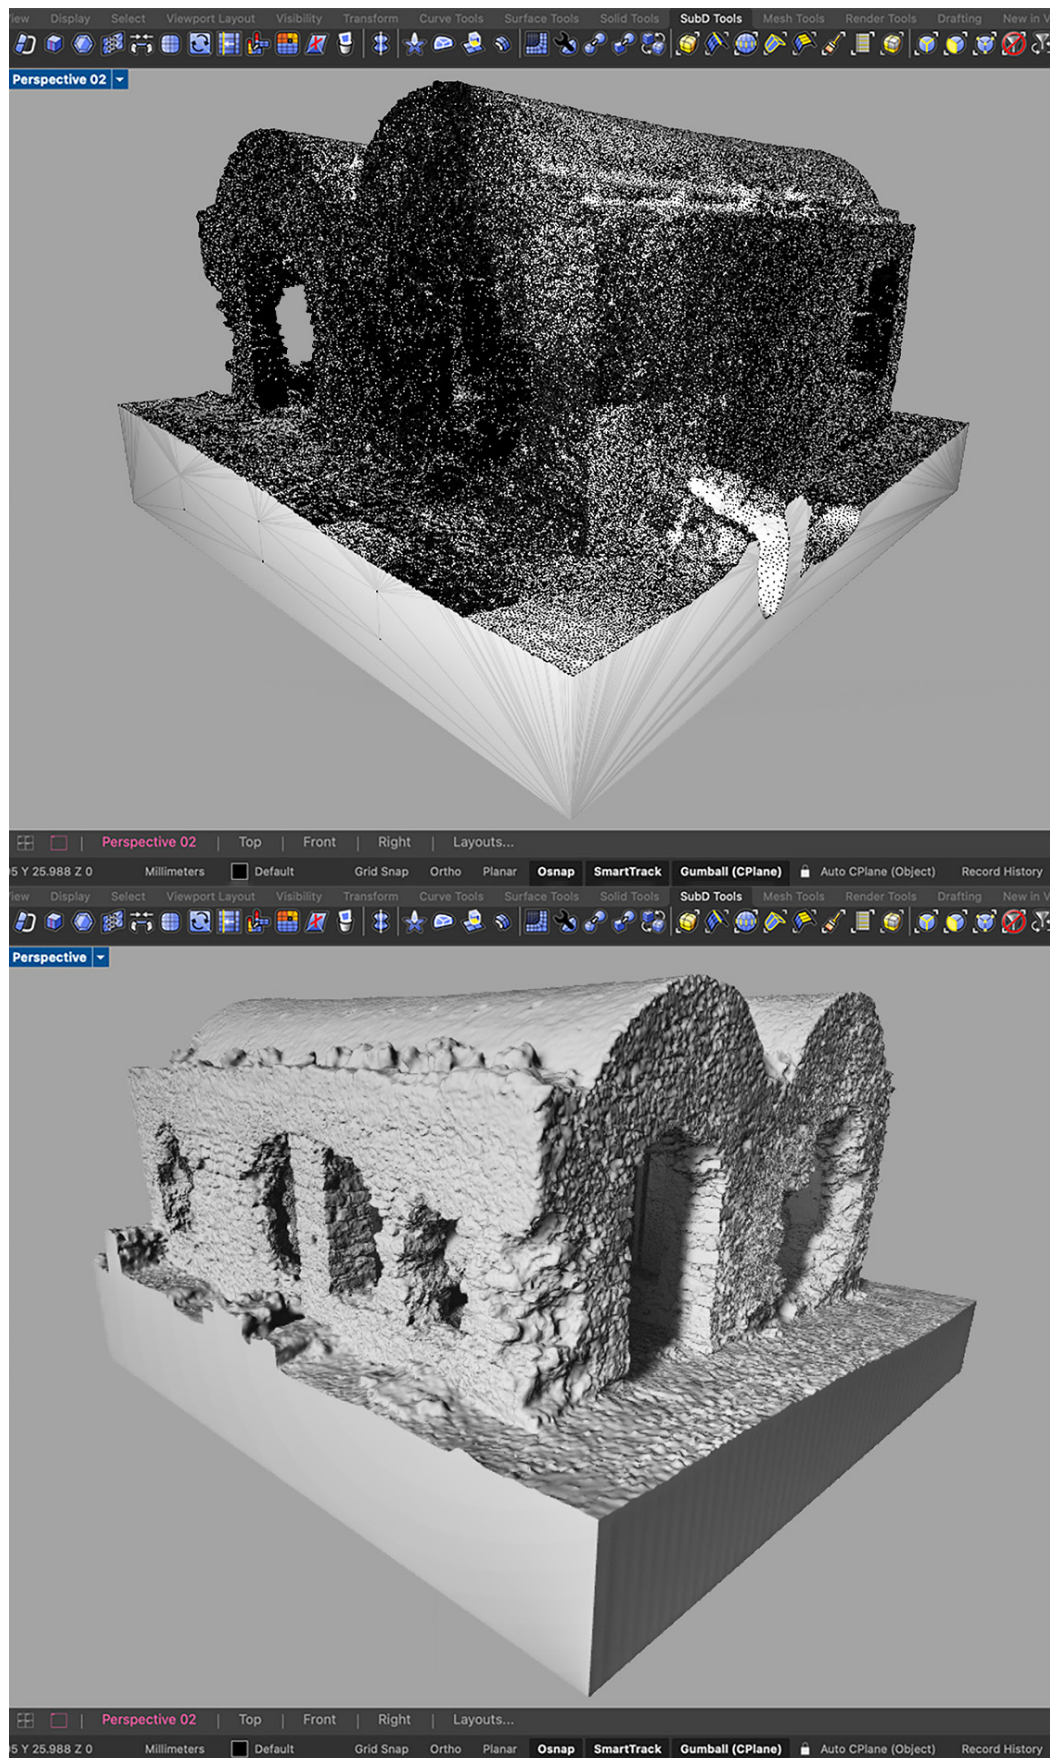 iew Display Select Viewport Layout Visibility Transform Curve Tools Surface Tools Solid Tools SubD Tools Mesh Tools Render Tools Drafting New in V
Perspective 02
Perspective 02 | Top | Front | Right | Layouts...
5 Y 25.988 Z 0 Millimeters Default Grid Snap Ortho Planar Osnap SmartTrack Gumball (CPlane) Auto CPlane (Object) Record History
iew Display Select Viewport Layout Visibility Transform Curve Tools Surface Tools Solid Tools SubD Tools Mesh Tools Render Tools Drafting New in V
Perspective
Perspective 02 | Top | Front | Right | Layouts...
5 Y 25.988 Z 0 Millimeters Default Grid Snap Ortho Planar Osnap SmartTrack Gumball (CPlane) Auto CPlane (Object) Record History